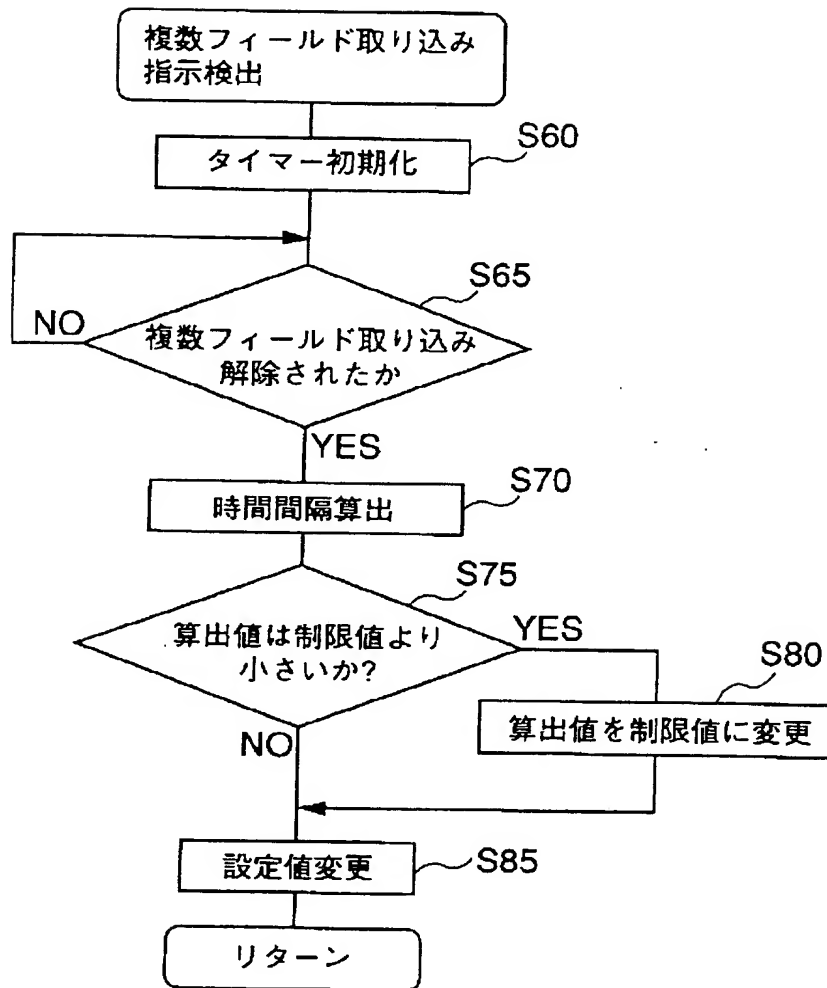 複数フィールド取り込み
指示検出
S60
タイマー初期化
S65
NO
複数フィールド取り込み
解除されたか
YES
S70
時間間隔算出
S75
算出値は制限値より
小さいか?
YES
S80
算出値を制限値に変更
NO
設定値変更
S85
リターン